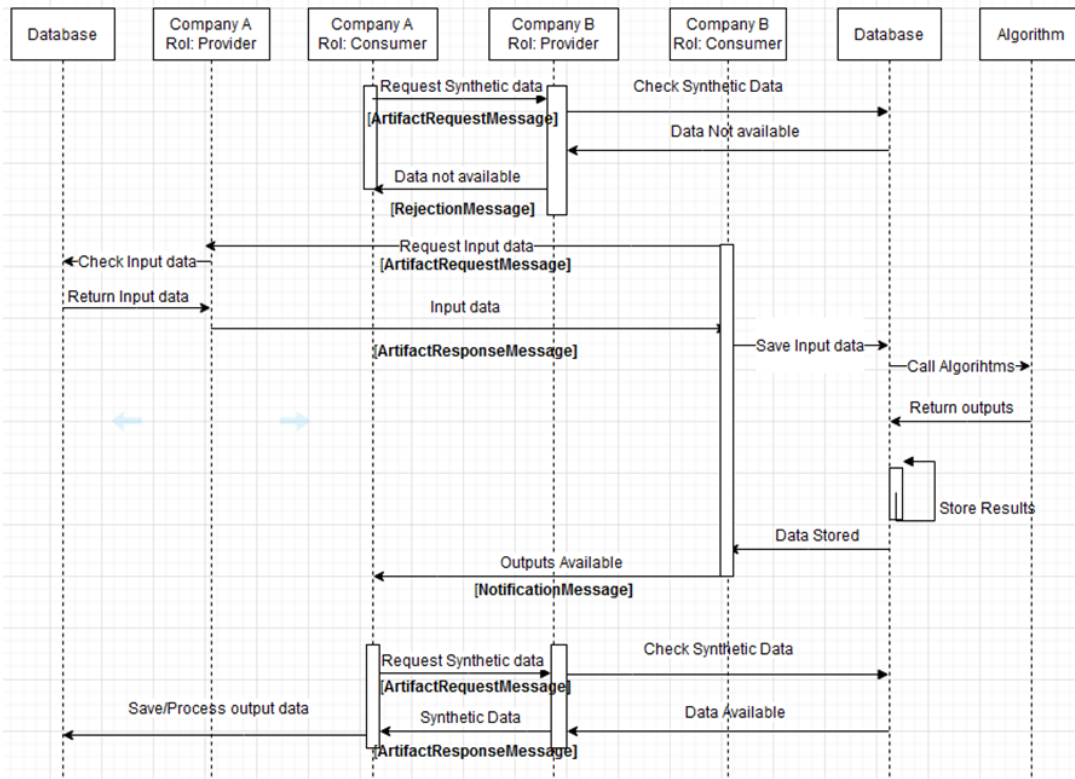 Database
Company A
Rol: Provider
Company A
Rol: Consumer
Company B
Rol: Provider
Company B
Rol: Consumer
Database
Algorithm
Request Synthetic data
[ArtifactRequestMessage]
Check Synthetic Data
Data Not available
Data not available
[RejectionMessage]
Request Input data
[ArtifactRequestMessage]
Check Input data
Return Input data
Input data
[ArtifactResponseMessage]
Save Input data
Call Algorihtms
Return outputs
Store Results
Data Stored
Outputs Available
[NotificationMessage]
Request Synthetic data
[ArtifactRequestMessage]
Check Synthetic Data
Save/Process output data
Synthetic Data
Data Available
[ArtifactResponseMessage]